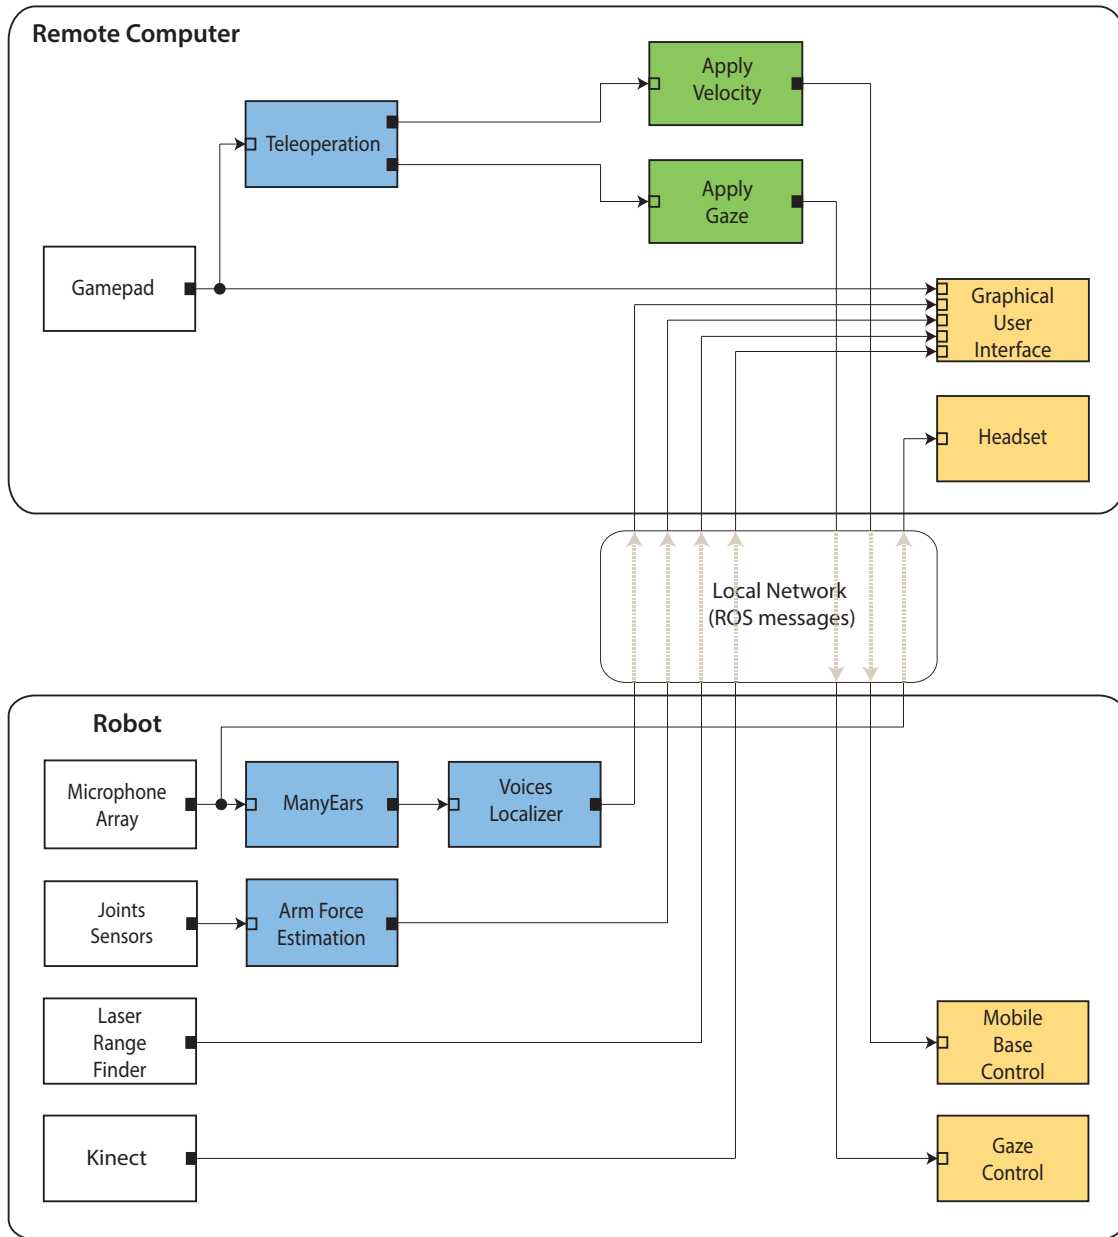 Remote Computer
Apply
Velocity
Teleoperation
Apply
Gaze
Gamepad
Graphical
User
Interface
Headset
Local Network
(ROS messages)
Robot
Microphone
Array
ManyEars
Voices
Localizer
Joints
Sensors
Arm Force
Estimation
Laser
Range
Finder
Mobile
Base
Control
Kinect
Gaze
Control